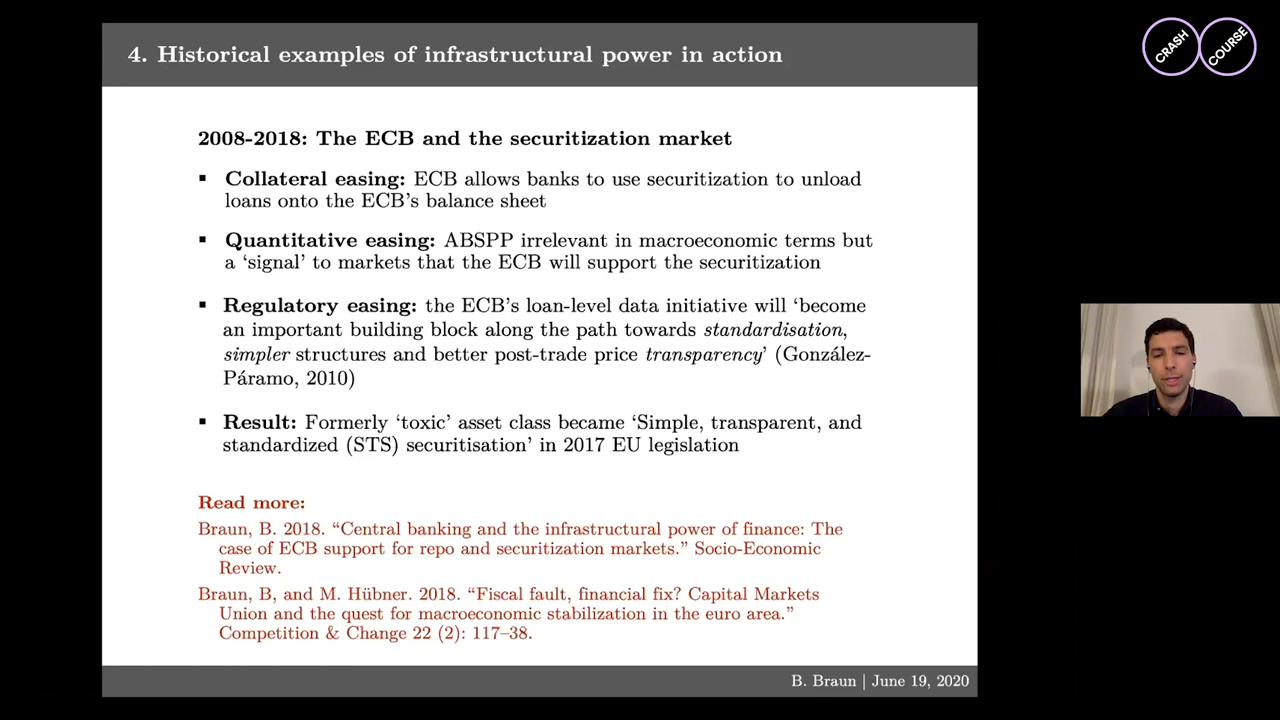 4. Historical examples of infrastructural power in action
CRASH COURSE
2008-2018: The ECB and the securitization market
▪ Collateral easing: ECB allows banks to use securitization to unload
loans onto the ECB's balance sheet
▪ Quantitative easing: ABSPP irrelevant in macroeconomic terms but
a ‘signal’ to markets that the ECB will support the securitization
▪ Regulatory easing: the ECB's loan-level data initiative will ‘become
an important building block along the path towards standardisation,
simpler structures and better post-trade price transparency’ (González-
Páramo, 2010)
▪ Result: Formerly ‘toxic’ asset class became ‘Simple, transparent, and
standardized (STS) securitisation’ in 2017 EU legislation
Read more:
Braun, B. 2018. “Central banking and the infrastructural power of finance: The
case of ECB support for repo and securitization markets.” Socio-Economic
Review.
Braun, B, and M. Hübner. 2018. “Fiscal fault, financial fix? Capital Markets
Union and the quest for macroeconomic stabilization in the euro area.”
Competition & Change 22 (2): 117–38.
B. Braun | June 19, 2020